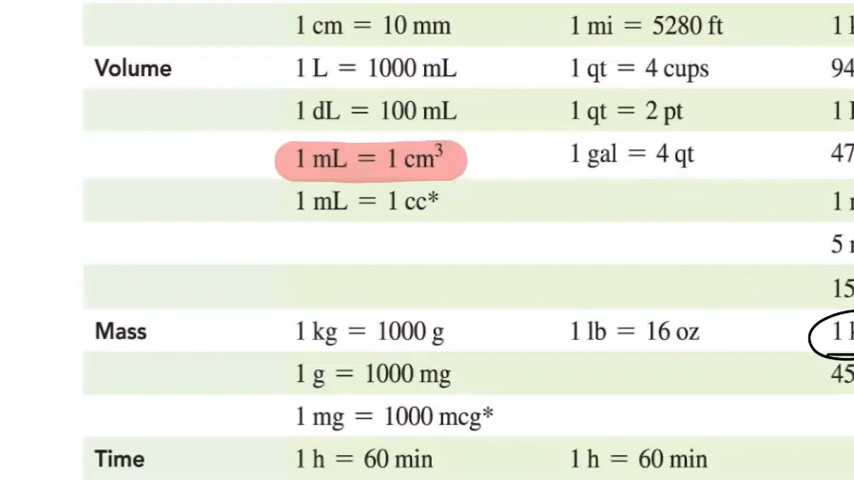 1 cm = 10 mm 1 mi = 5280 ft
Volume 1 L = 1000 mL 1 qt = 4 cups
1 dL = 100 mL 1 qt = 2 pt
1 mL = 1 cm³ 1 gal = 4 qt
1 mL = 1 cc*
Mass 1 kg = 1000 g 1 lb = 16 oz
1 g = 1000 mg
1 mg = 1000 mcg*
Time 1 h = 60 min 1 h = 60 min